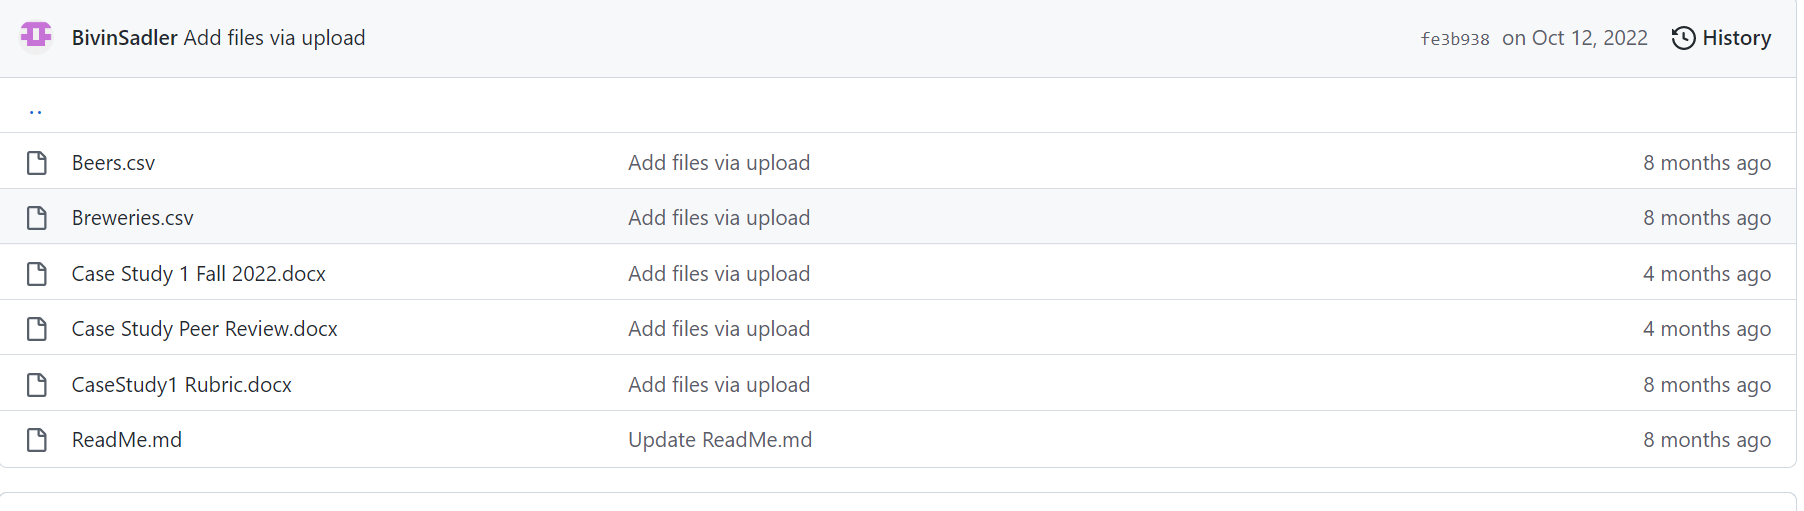 BivinSadler Add files via upload fe3b938 on Oct 12, 2022 History
..
Beers.csv Add files via upload 8 months ago
Breweries.csv Add files via upload 8 months ago
Case Study 1 Fall 2022.docx Add files via upload 4 months ago
Case Study Peer Review.docx Add files via upload 4 months ago
CaseStudy1 Rubric.docx Add files via upload 8 months ago
ReadMe.md Update ReadMe.md 8 months ago